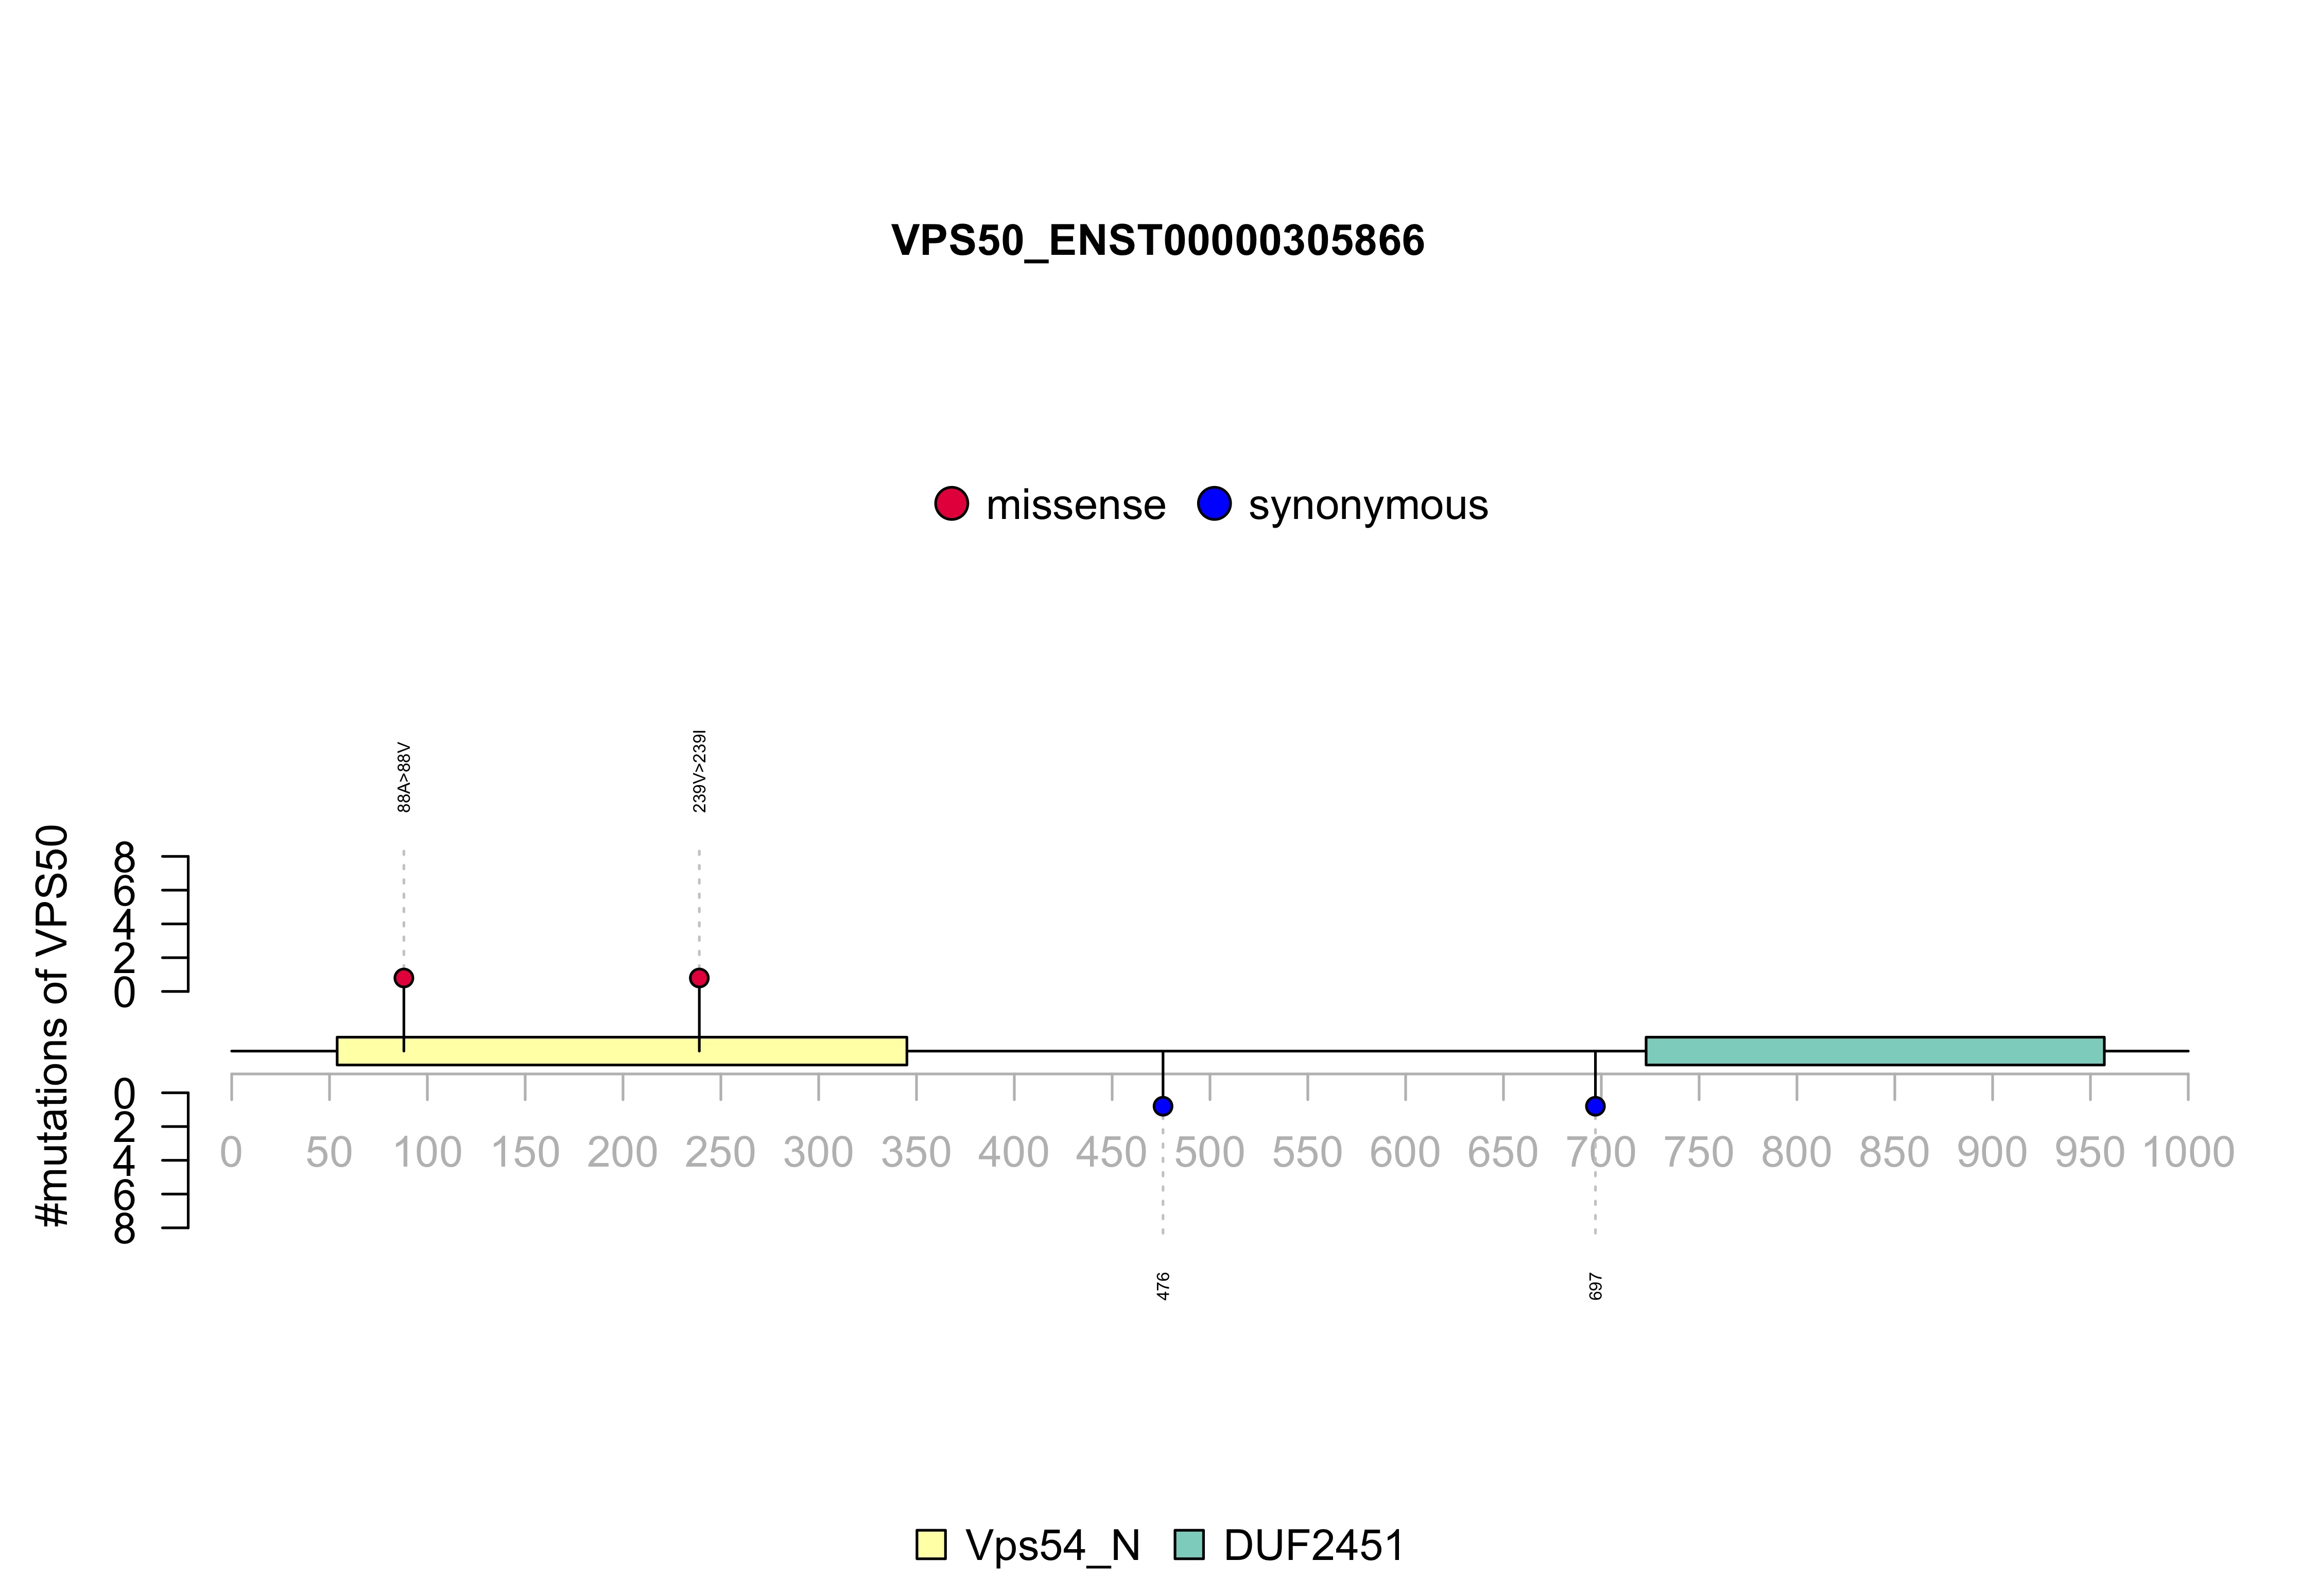 VPS50_ENST00000305866
missense synonymous
88A>88V 239V>239I
#mutations of VPS50
8
6
4
2
0
0
2
4
6
8
0 50 100 150 200 250 300 350 400 450 500 550 600 650 700 750 800 850 900 950 1000
476 697
Vps54_N DUF2451